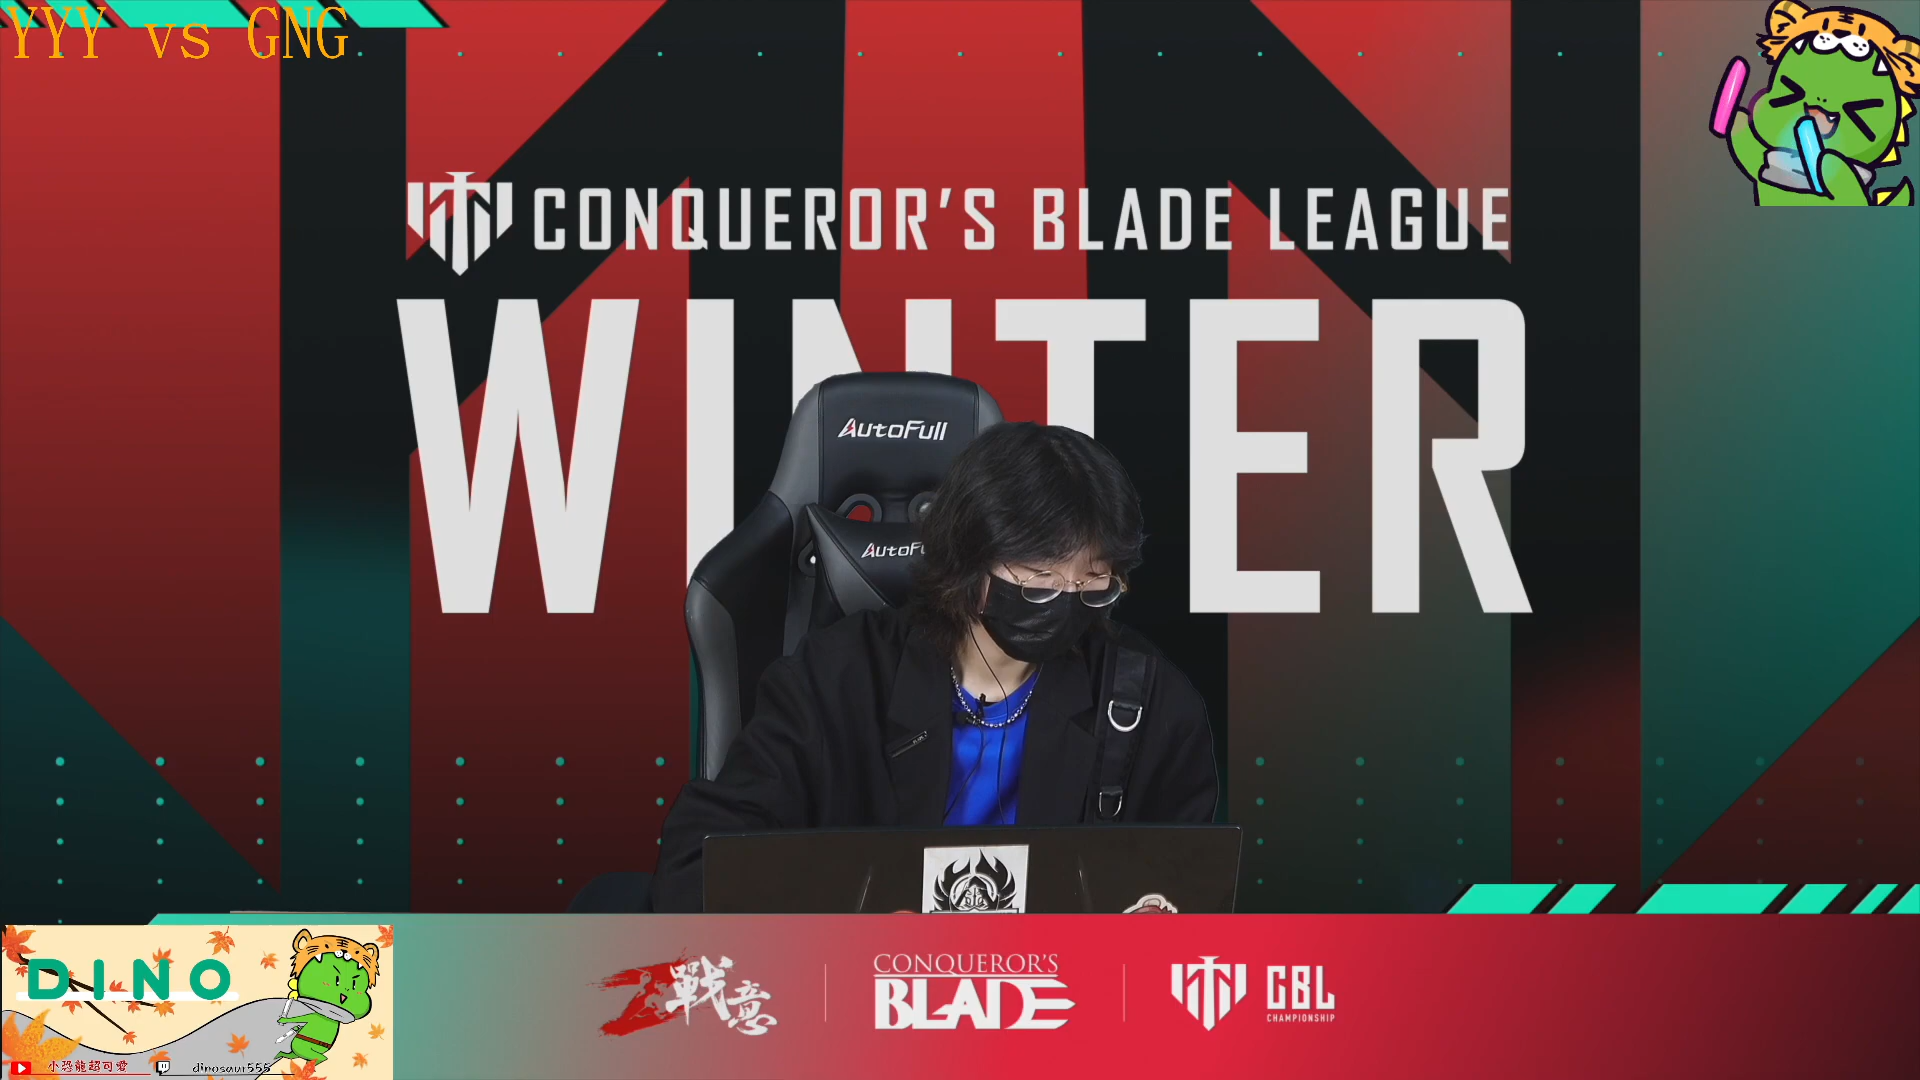 YYY vs GNG
CONQUEROR'S BLADE LEAGUE
WINTER
AutoFull
AutoFu
DINO
小恐龍超可愛
dinosaur555
戰意
CONQUEROR'S
BLADE
CBL
CHAMPIONSHIP